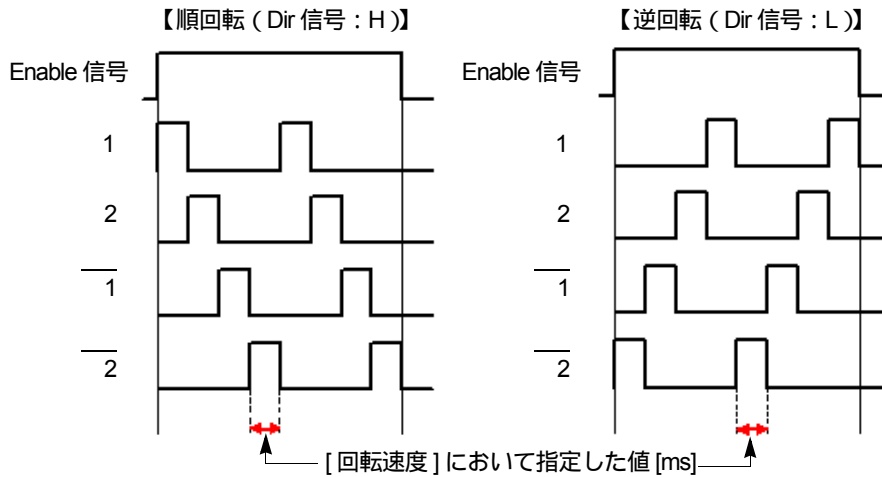 【順回転 ( Dir 信号 : H )】
Enable 信号
1
2
1
2
【逆回転 ( Dir 信号 : L )】
Enable 信号
1
2
1
2
[ 回転速度 ] において指定した値 [ms]